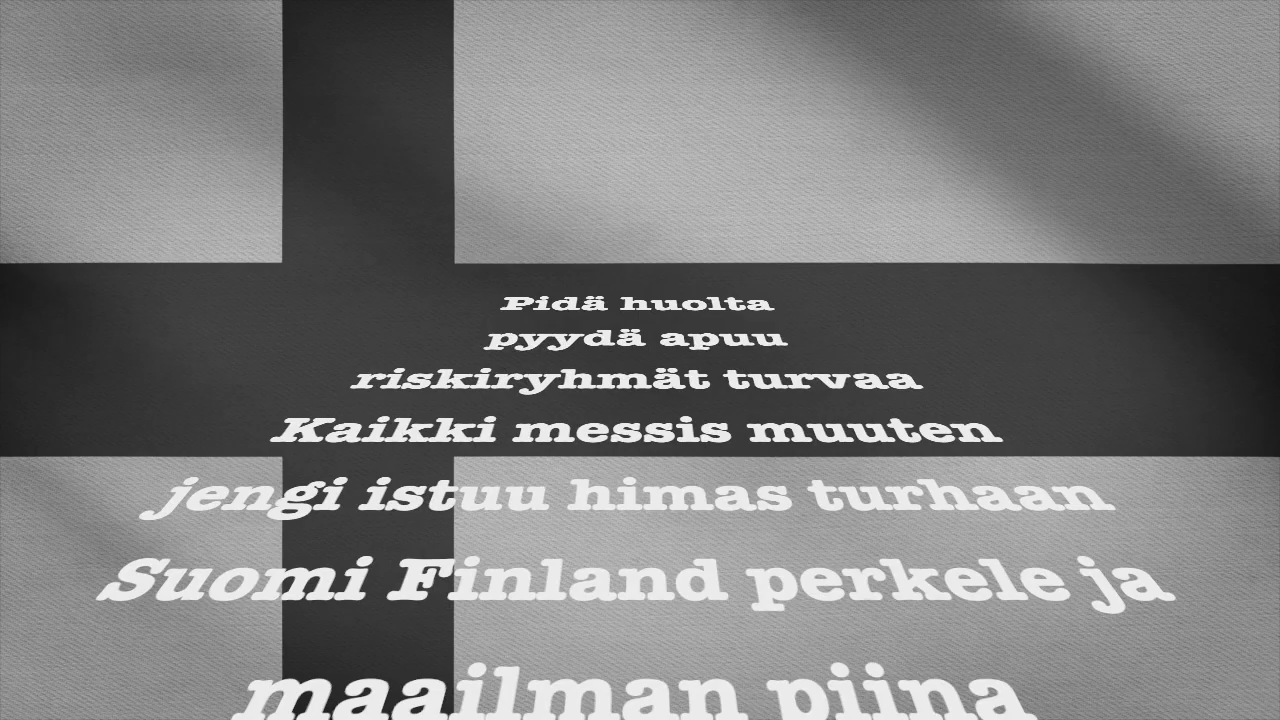 Pidä huolta
pyydä apuu
riskiryhmät turvaa
Kaikki messis muuten
jengi istuu himas turhaan
Suomi Finland perkele ja
maailman piina